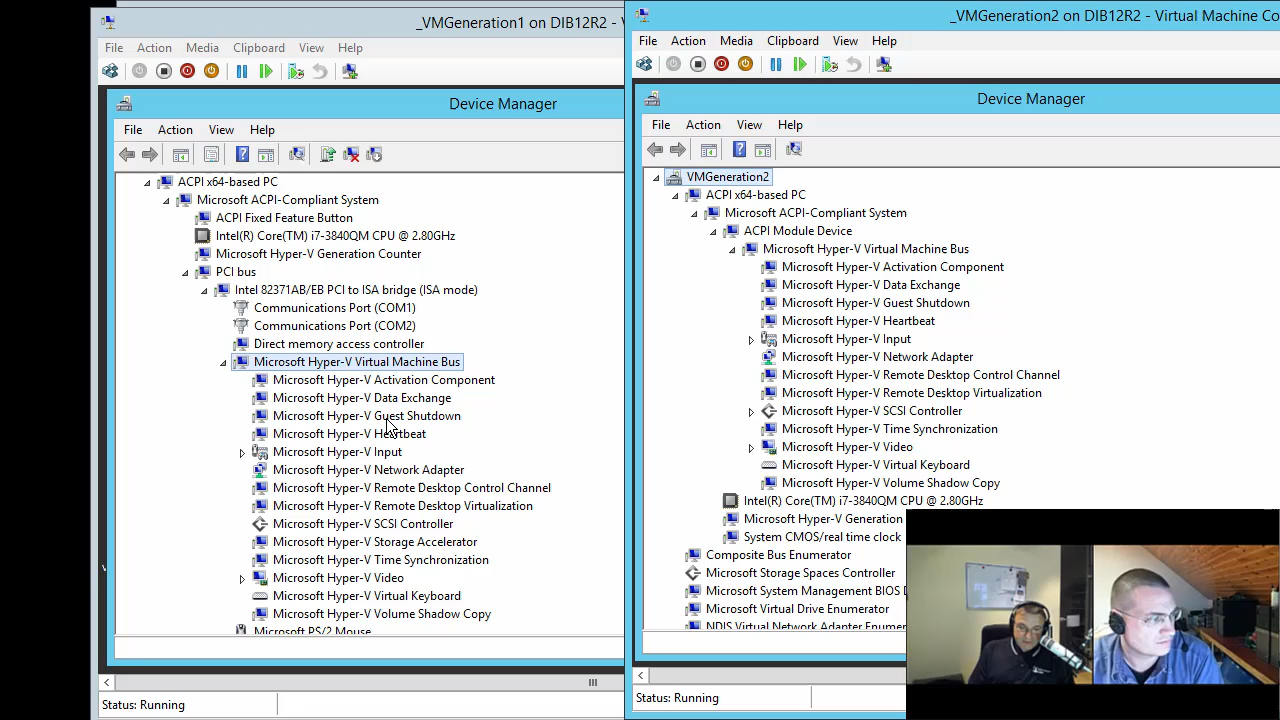 _VMGeneration1 on DIB12R2 -
File Action Media Clipboard View Help
Device Manager
File Action View Help
ACPI x64-based PC
Microsoft ACPI-Compliant System
ACPI Fixed Feature Button
Intel(R) Core(TM) i7-3840QM CPU @ 2.80GHz
Microsoft Hyper-V Generation Counter
PCI bus
Intel 82371AB/EB PCI to ISA bridge (ISA mode)
Communications Port (COM1)
Communications Port (COM2)
Direct memory access controller
Microsoft Hyper-V Virtual Machine Bus
Microsoft Hyper-V Activation Component
Microsoft Hyper-V Data Exchange
Microsoft Hyper-V Guest Shutdown
Microsoft Hyper-V Heartbeat
Microsoft Hyper-V Input
Microsoft Hyper-V Network Adapter
Microsoft Hyper-V Remote Desktop Control Channel
Microsoft Hyper-V Remote Desktop Virtualization
Microsoft Hyper-V SCSI Controller
Microsoft Hyper-V Storage Accelerator
Microsoft Hyper-V Time Synchronization
Microsoft Hyper-V Video
Microsoft Hyper-V Virtual Keyboard
Microsoft Hyper-V Volume Shadow Copy
Microsoft PS/2 Mouse
Status: Running
_VMGeneration2 on DIB12R2 - Virtual Machine Co
File Action Media Clipboard View Help
Device Manager
File Action View Help
VMGeneration2
ACPI x64-based PC
Microsoft ACPI-Compliant System
ACPI Module Device
Microsoft Hyper-V Virtual Machine Bus
Microsoft Hyper-V Activation Component
Microsoft Hyper-V Data Exchange
Microsoft Hyper-V Guest Shutdown
Microsoft Hyper-V Heartbeat
Microsoft Hyper-V Input
Microsoft Hyper-V Network Adapter
Microsoft Hyper-V Remote Desktop Control Channel
Microsoft Hyper-V Remote Desktop Virtualization
Microsoft Hyper-V SCSI Controller
Microsoft Hyper-V Time Synchronization
Microsoft Hyper-V Video
Microsoft Hyper-V Virtual Keyboard
Microsoft Hyper-V Volume Shadow Copy
Intel(R) Core(TM) i7-3840QM CPU @ 2.80GHz
Microsoft Hyper-V Generation
System CMOS/real time clock
Composite Bus Enumerator
Microsoft Storage Spaces Controller
Microsoft System Management BIOS D
Microsoft Virtual Drive Enumerator
NDIS Virtual Network Adapter Enumer
Status: Running